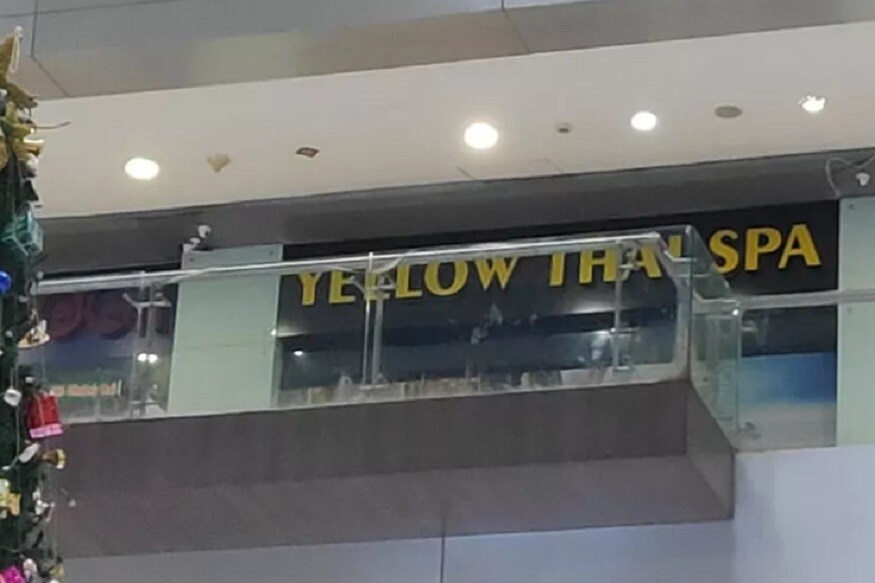 YELLOW THAI SPA